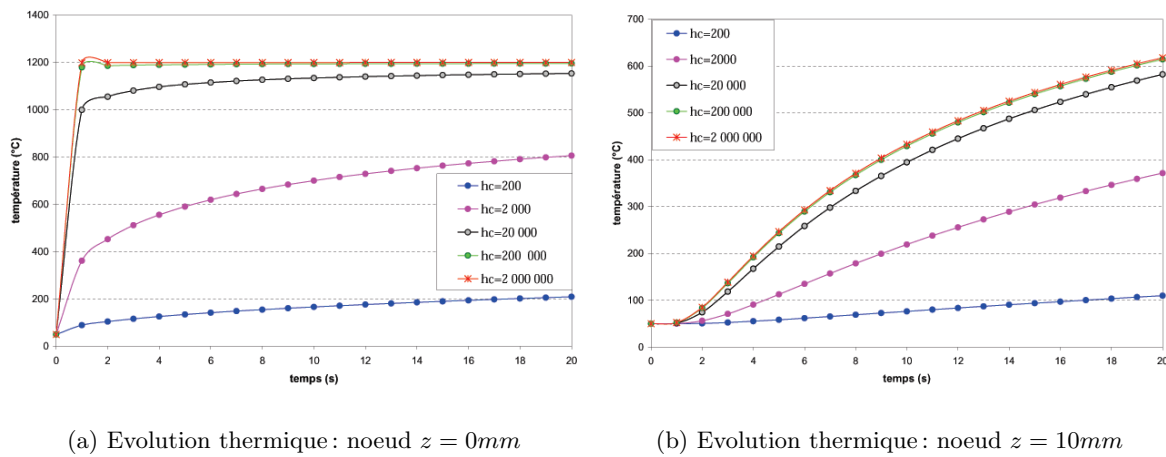 1400
1200
1000
800
600
400
200
0
0 2 4 6 8 10 12 14 16 18 20
température (°C)
temps (s)
hc=200
hc=2 000
hc=20 000
hc=200 000
hc=2 000 000
(a) Evolution thermique : noeud z = 0mm
700
600
500
400
300
200
100
0
0 2 4 6 8 10 12 14 16 18 20
température (°C)
temps (s)
hc=200
hc=2000
hc=20 000
hc=200 000
hc=2 000 000
(b) Evolution thermique : noeud z = 10mm